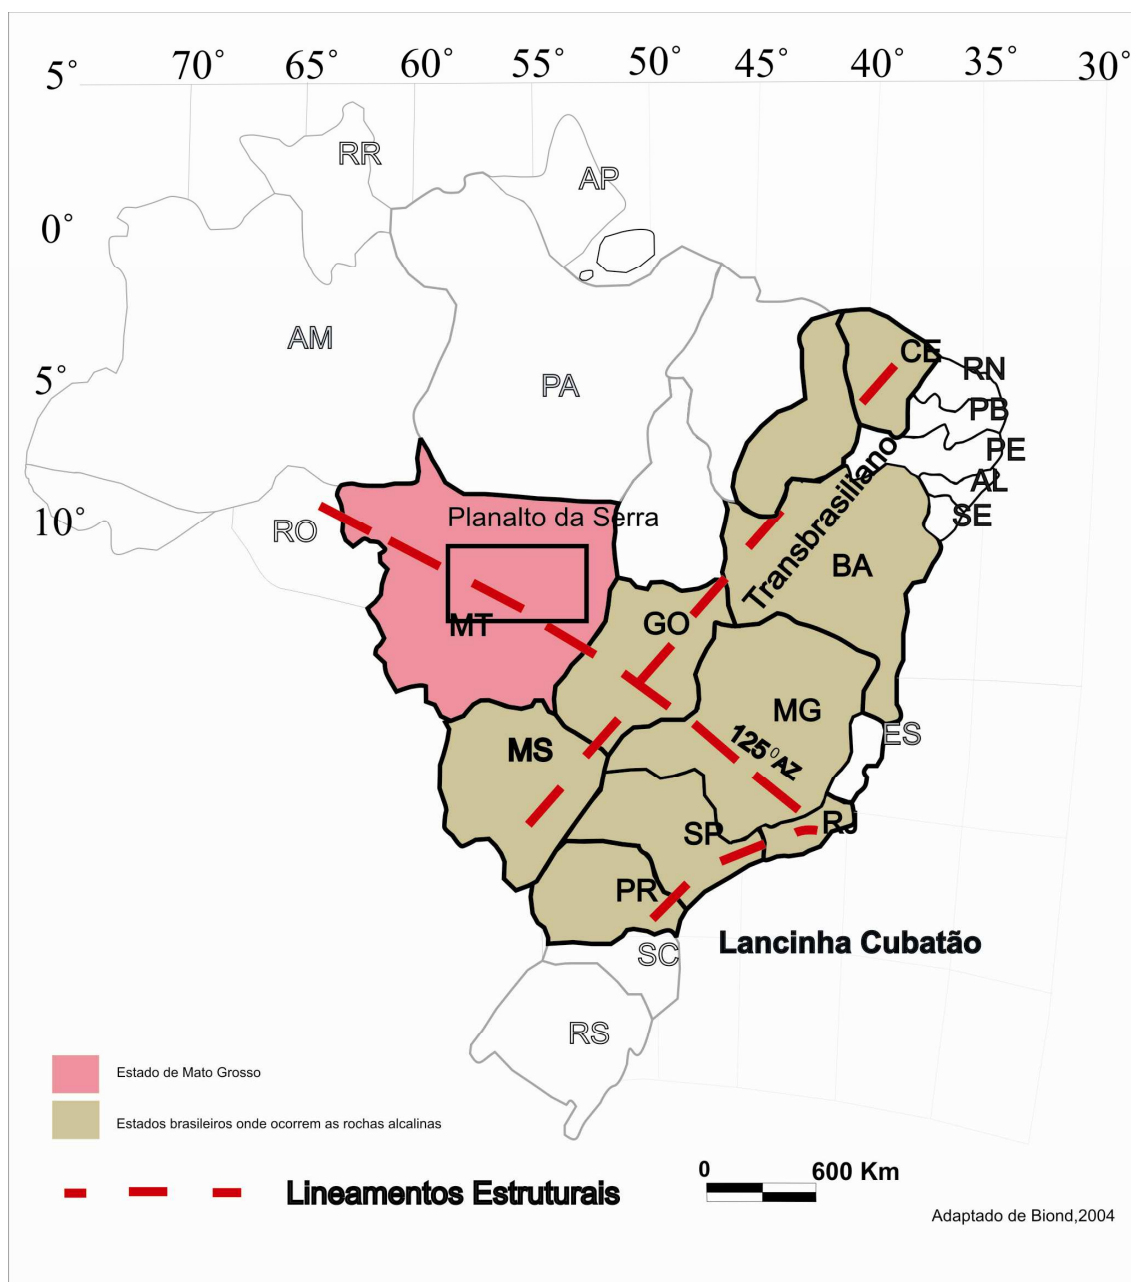 70° 65° 60° 55° 50° 45° 40° 35° 30°
5°
RR
AP
0°
AM
CE
RN
5°
PA
PB
PE
AL
10°
RO
Planalto da Serra
SE
Transbrasiliano
BA
MT
GO
MG
ES
MS
125° AZ
SP
RJ
PR
Lancinha Cubatão
SC
RS
Estado de Mato Grosso
Estados brasileiros onde ocorrem as rochas alcalinas
Lineamentos Estruturais
0 600 Km
Adaptado de Biond,2004